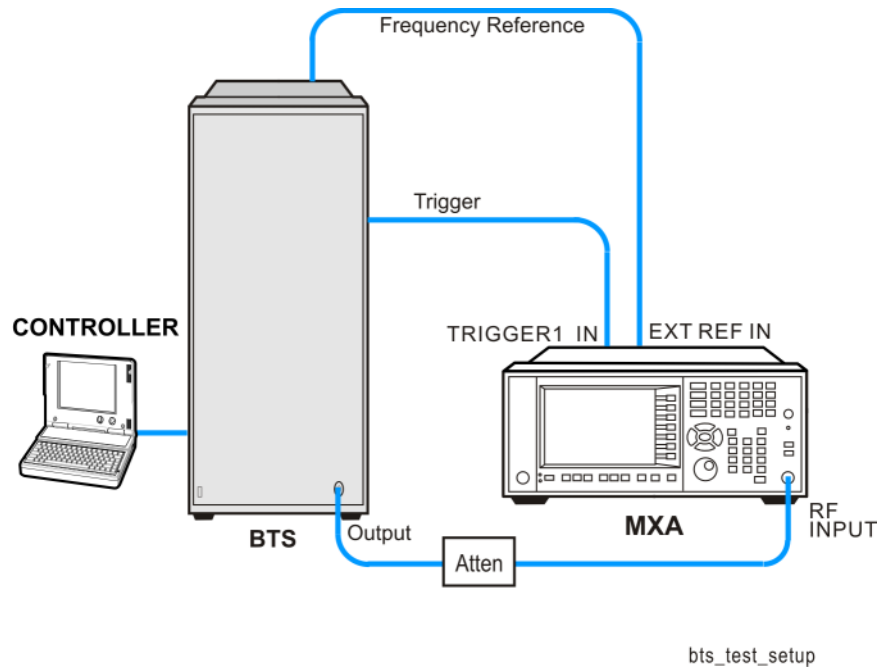 Frequency Reference
Trigger
CONTROLLER
TRIGGER1 IN
EXT REF IN
BTS
Output
Atten
MXA
RF
INPUT
bts_test_setup